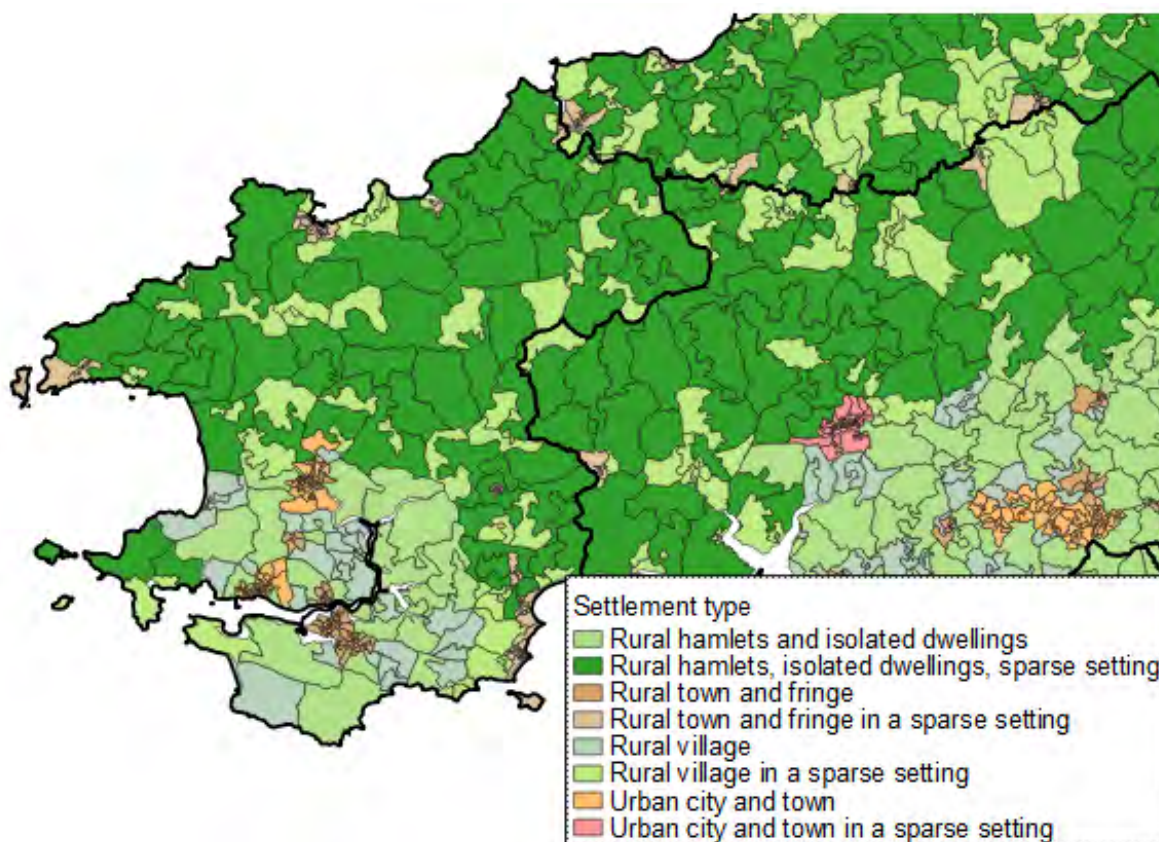 Settlement type
Rural hamlets and isolated dwellings
Rural hamlets, isolated dwellings, sparse setting
Rural town and fringe
Rural town and fringe in a sparse setting
Rural village
Rural village in a sparse setting
Urban city and town
Urban city and town in a sparse setting